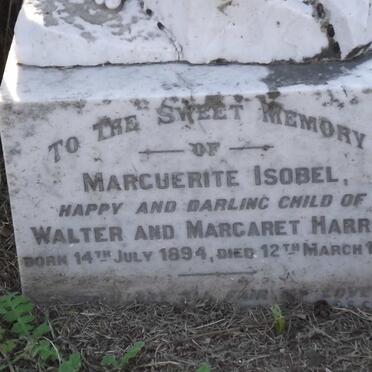 TO THE SWEET MEMORY
OF
MARGUERITE ISOBEL,
HAPPY AND DARLING CHILD OF
WALTER AND MARGARET HARR
BORN 14TH JULY 1894, DIED 12TH MARCH 1